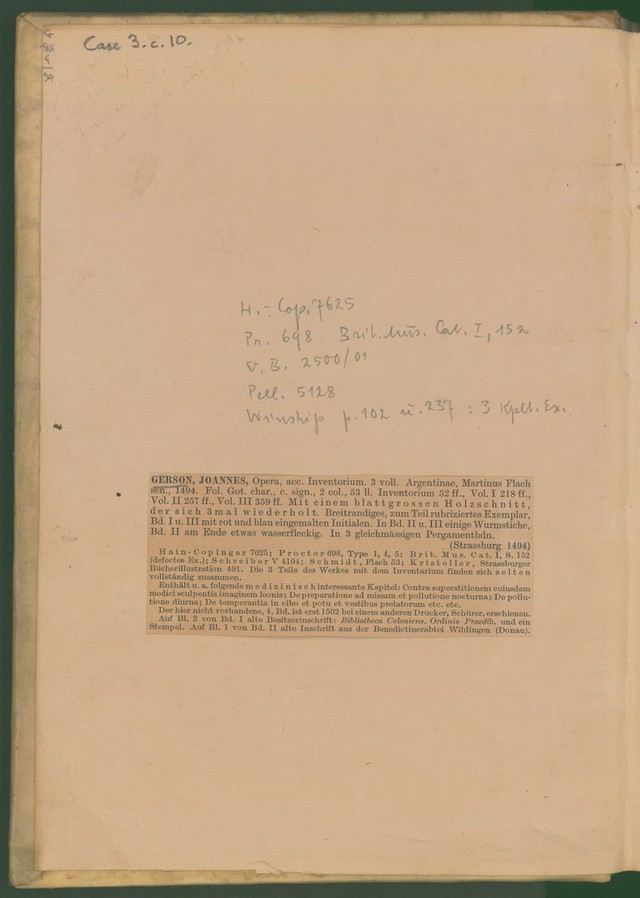 Case 3.c.10.
H.-Cop. 7625
Pr. 698 Brit. Mus. Cat. I, 152
V. B. 2500/01
Pell. 5128
Winship p. 102 u. 237 : 3 Kplt. Ex.
GERSON, JOANNES, Opera, acc. Inventorium. 3 voll. Argentinae, Martinus Flach
sen., 1494. Fol. Got. char., c. sign., 2 col., 53 ll. Inventorium 52 ff., Vol. I 218 ff.,
Vol. II 257 ff., Vol. III 359 ff. Mit einem blattgrossen Holzschnitt,
der sich 3mal wiederholt. Breitrandiges, zum Teil rubriziertes Exemplar,
Bd. I u. III mit rot und blau eingemalten Initialen. In Bd. II u. III einige Wurmstiche,
Bd. II am Ende etwas wasserfleckig. In 3 gleichmässigen Pergamentbdn.
(Strassburg 1494)
Hain-Copinger 7625; Proctor 698, Type 1, 4, 5; Brit. Mus. Cat. I, S. 152
(defectes Ex.); Schreiber V 4104; Schmidt, Flach 53; Kristeller, Strassburger
Bücherillustration 491. Die 3 Teile des Werkes mit dem Inventarium finden sich selten
vollständig zusammen.
Enthält u. a. folgende medizinisch interessante Kapitel: Contra superstitionem cuiusdam
medici sculpentis imaginem leonis; De preparatione ad missam et pollutione nocturna; De pollu-
tione diurna; De temperantia in cibo et potu et vestibus prelatorum etc. etc.
Der hier nicht vorhandene, 4. Bd. ist erst 1502 bei einem anderen Drucker, Schürer, erschienen.
Auf Bl. 2 von Bd. I alte Besitzerinschrift: Bibliotheca Coloniens. Ordinis Praedik. und ein
Stempel. Auf Bl. 1 von Bd. II alte Inschrift aus der Benedictinerabtei Wiblingen (Donau).